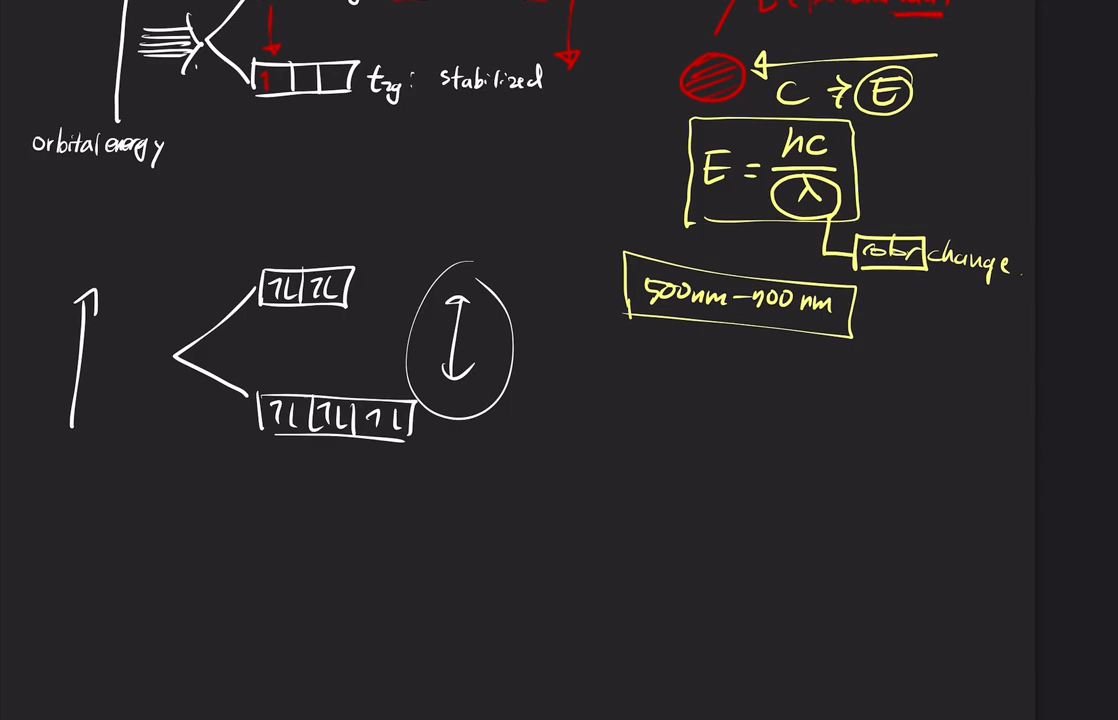 t2g: stabilized
C → E
orbital energy
E = hc/λ
color change.
500nm – 700 nm